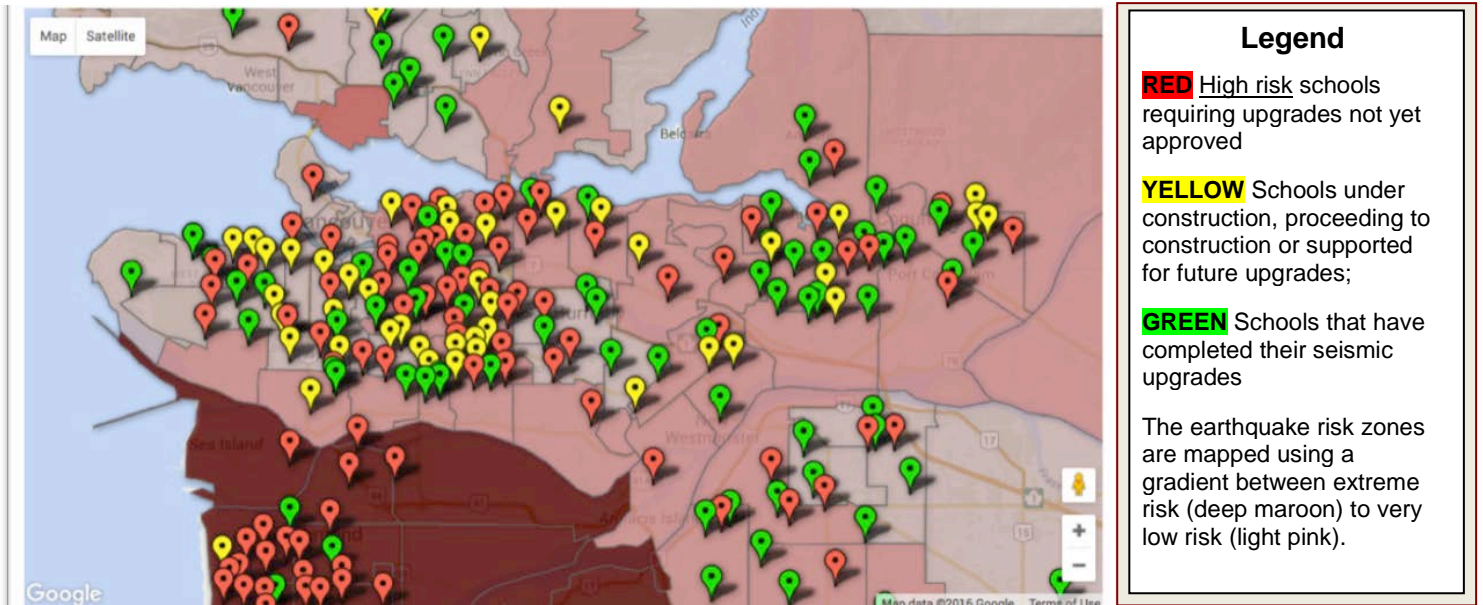 Map Satellite
West
Vancouver
Sea Island
Google
Map data ©2016 Google Terms of Use
17
15
1
Legend
RED High risk schools
requiring upgrades not yet
approved
YELLOW Schools under
construction, proceeding to
construction or supported
for future upgrades;
GREEN Schools that have
completed their seismic
upgrades
The earthquake risk zones
are mapped using a
gradient between extreme
risk (deep maroon) to very
low risk (light pink).